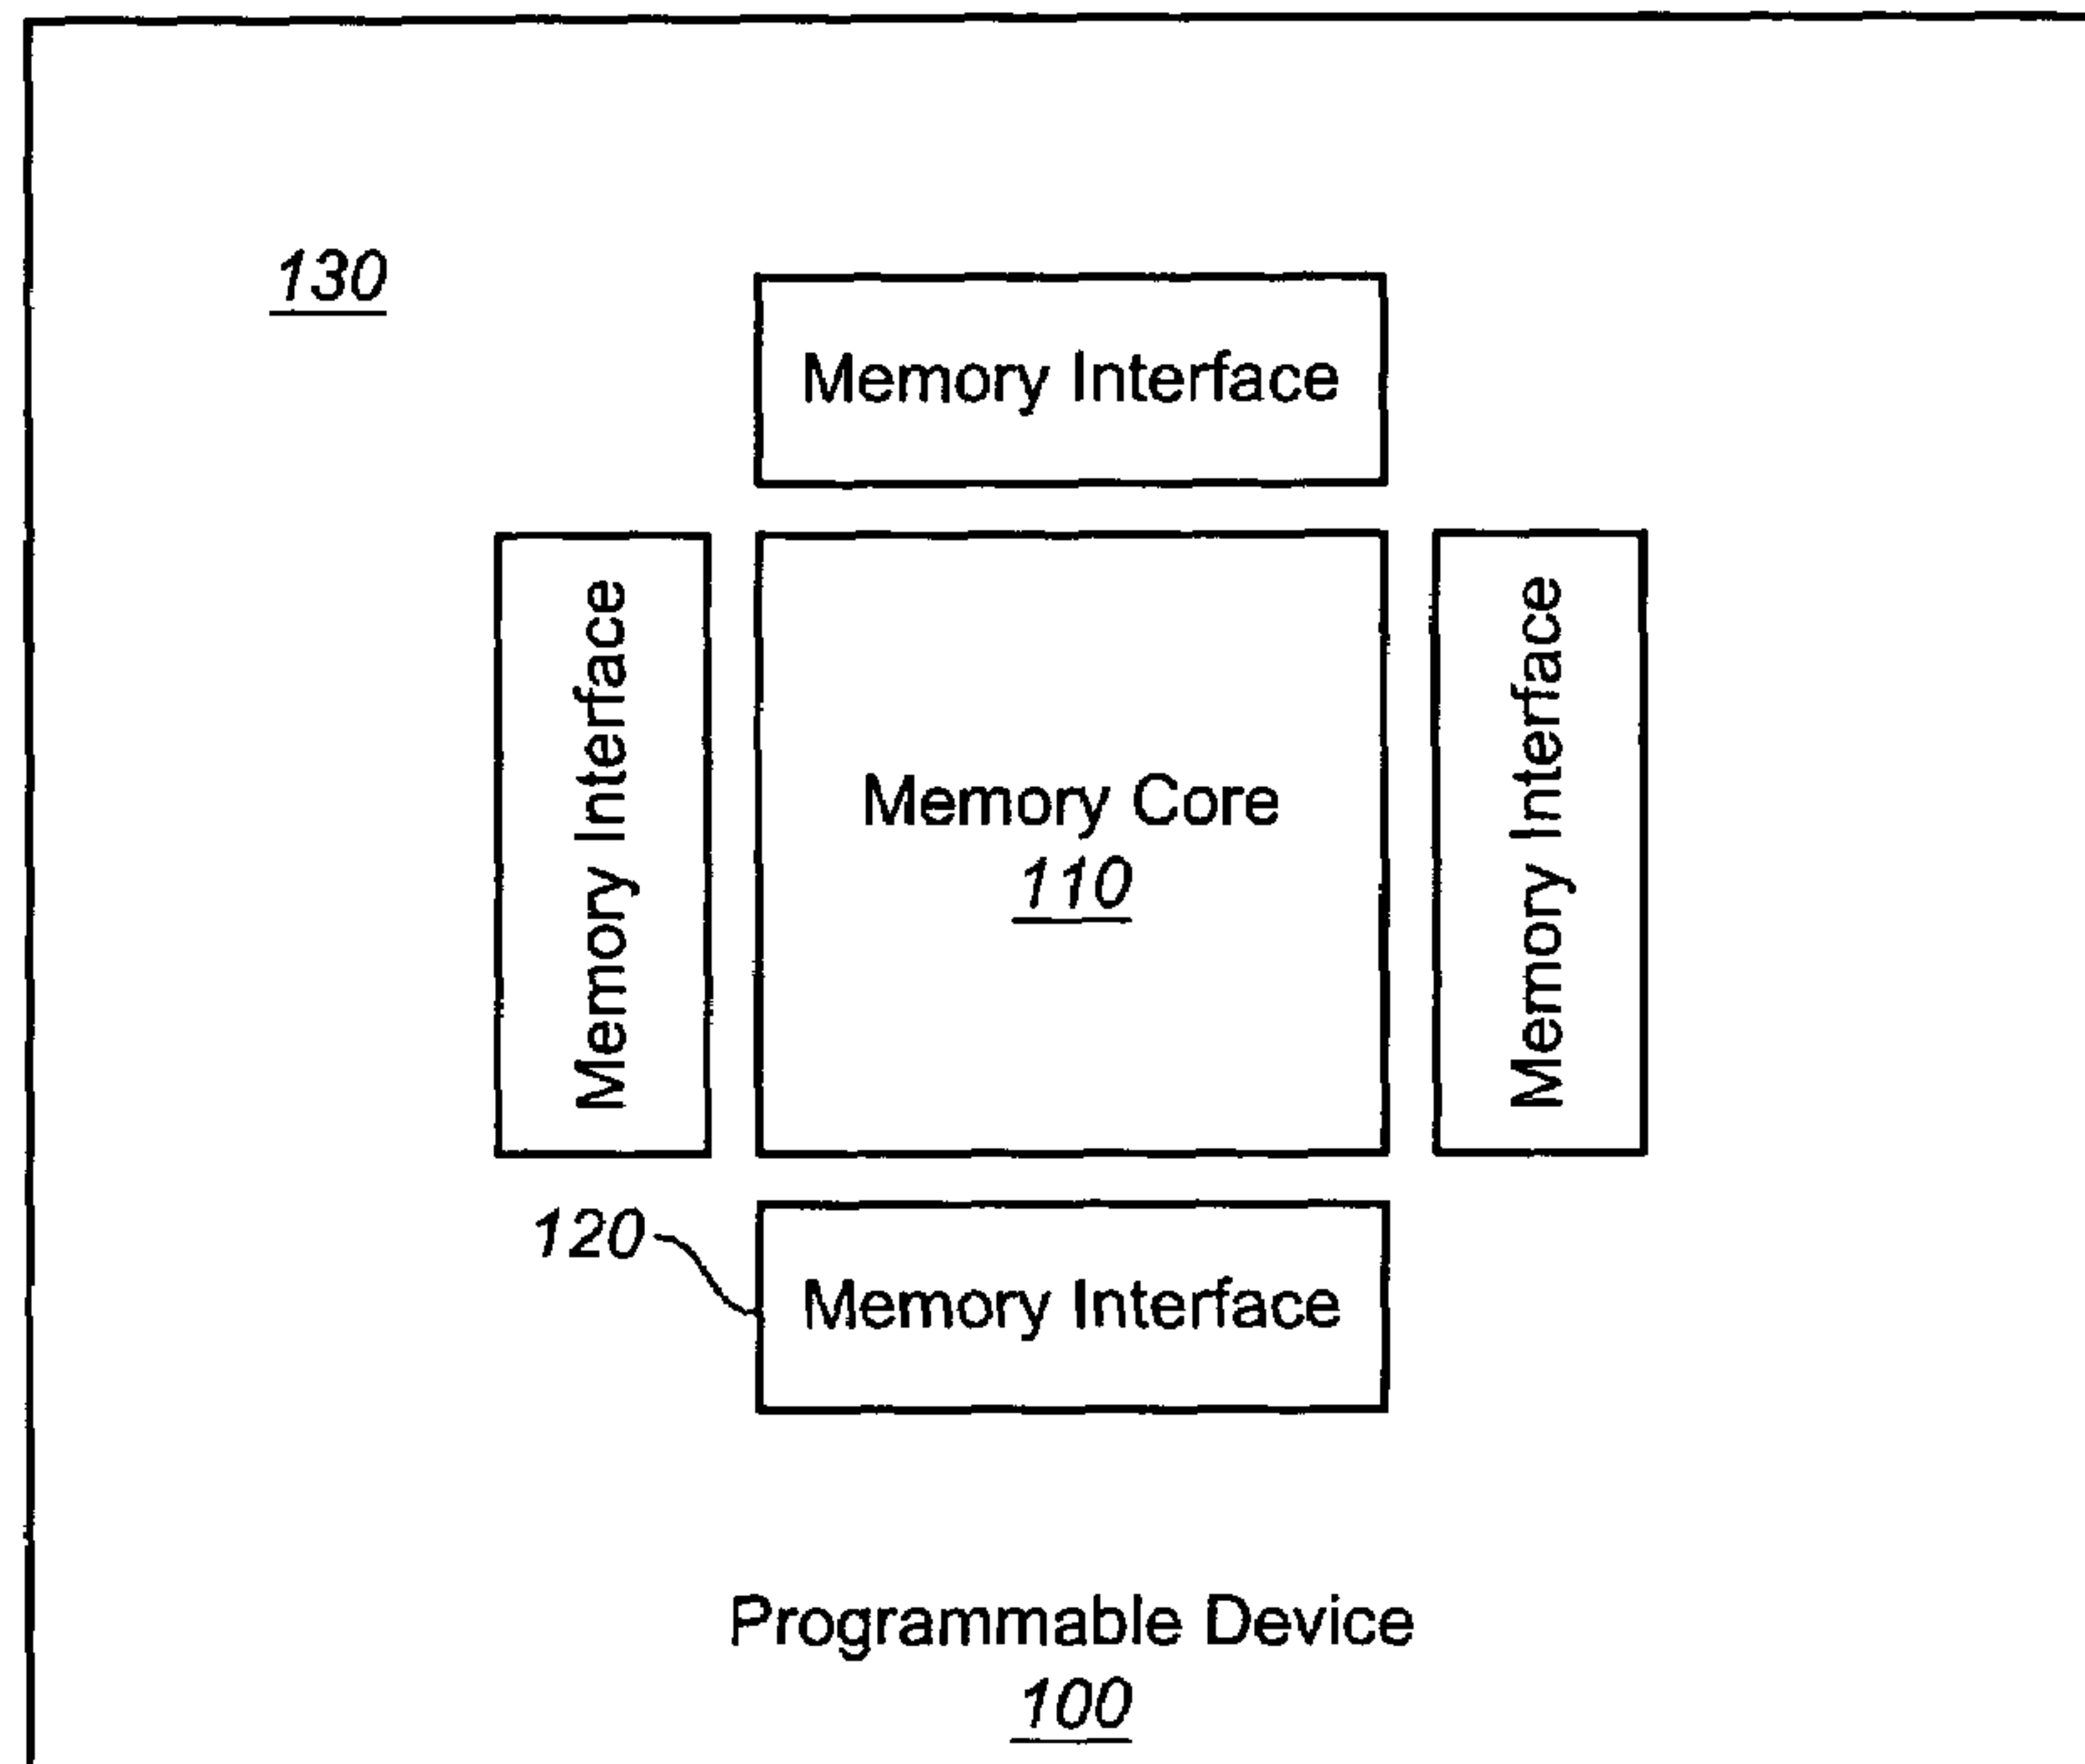 130
Memory Interface
Memory Interface
Memory Core
110
Memory Interface
120
Memory Interface
Programmable Device
100